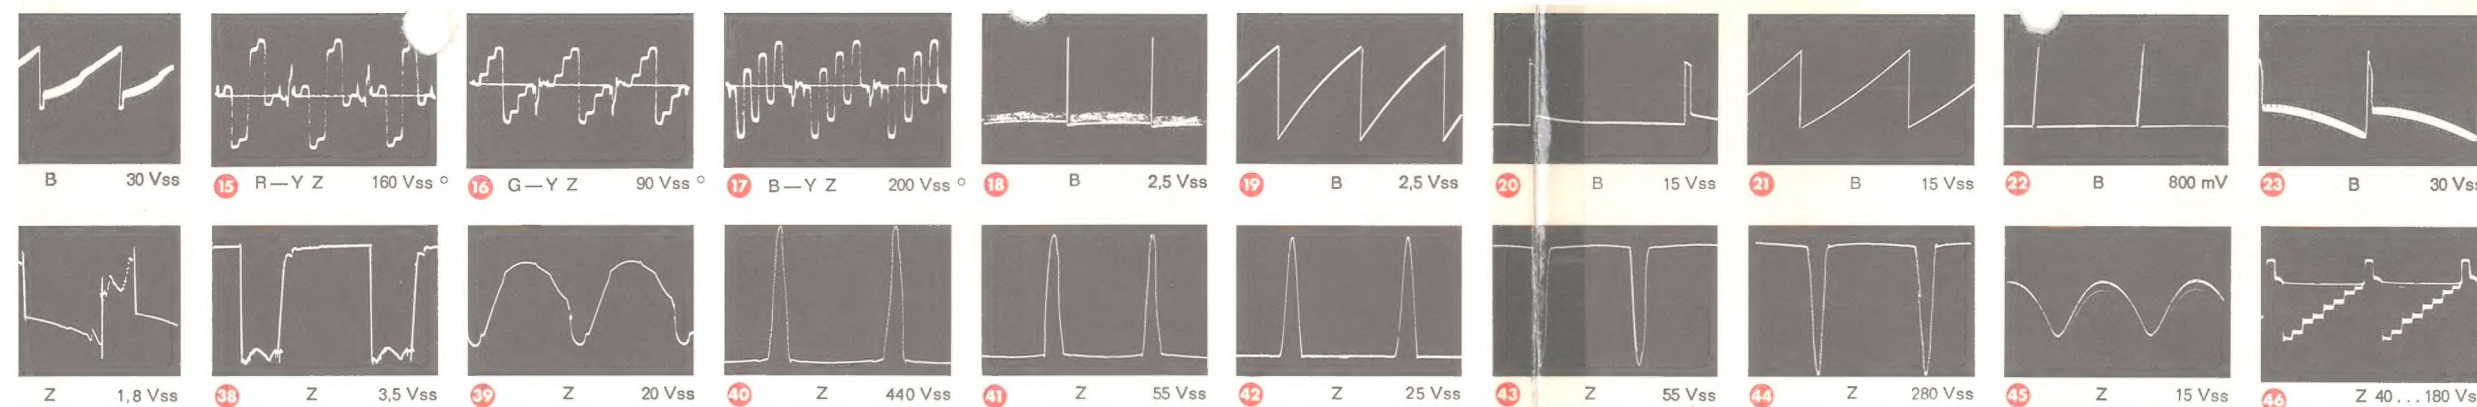 B 30 Vss
15 R—Y Z 160 Vss °
16 G—Y Z 90 Vss °
17 B—Y Z 200 Vss °
18 B 2,5 Vss
19 B 2,5 Vss
20 B 15 Vss
21 B 15 Vss
22 B 800 mV
23 B 30 Vss
Z 1,8 Vss
38 Z 3,5 Vss
39 Z 20 Vss
40 Z 440 Vss
41 Z 55 Vss
42 Z 25 Vss
43 Z 55 Vss
44 Z 280 Vss
45 Z 15 Vss
46 Z 40...180 Vs